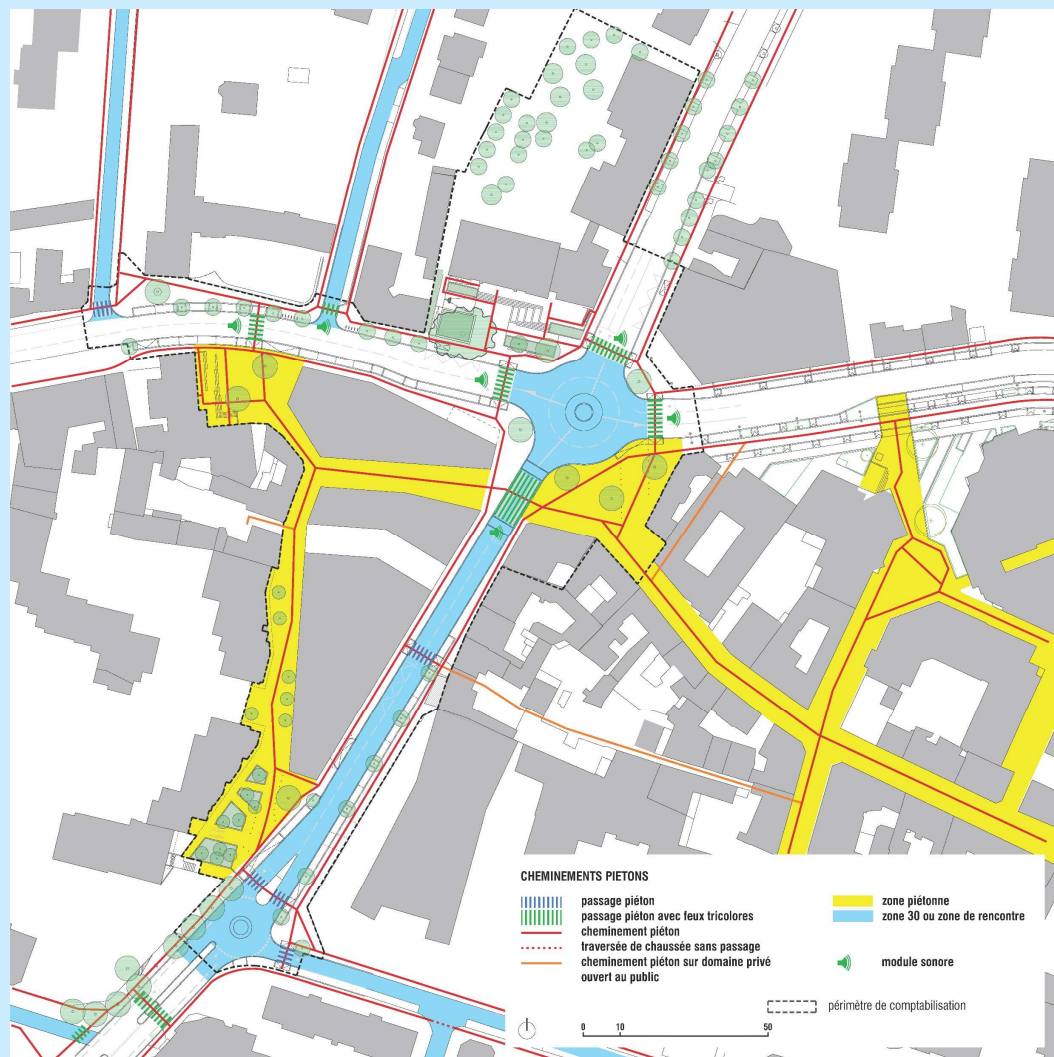 CHEMINEMENTS PIETONS
passage piéton
passage piéton avec feux tricolores
cheminement piéton
traversée de chaussée sans passage
cheminement piéton sur domaine privé
ouvert au public
zone piétonne
zone 30 ou zone de rencontre
module sonore
périmètre de comptabilisation
0 10 50